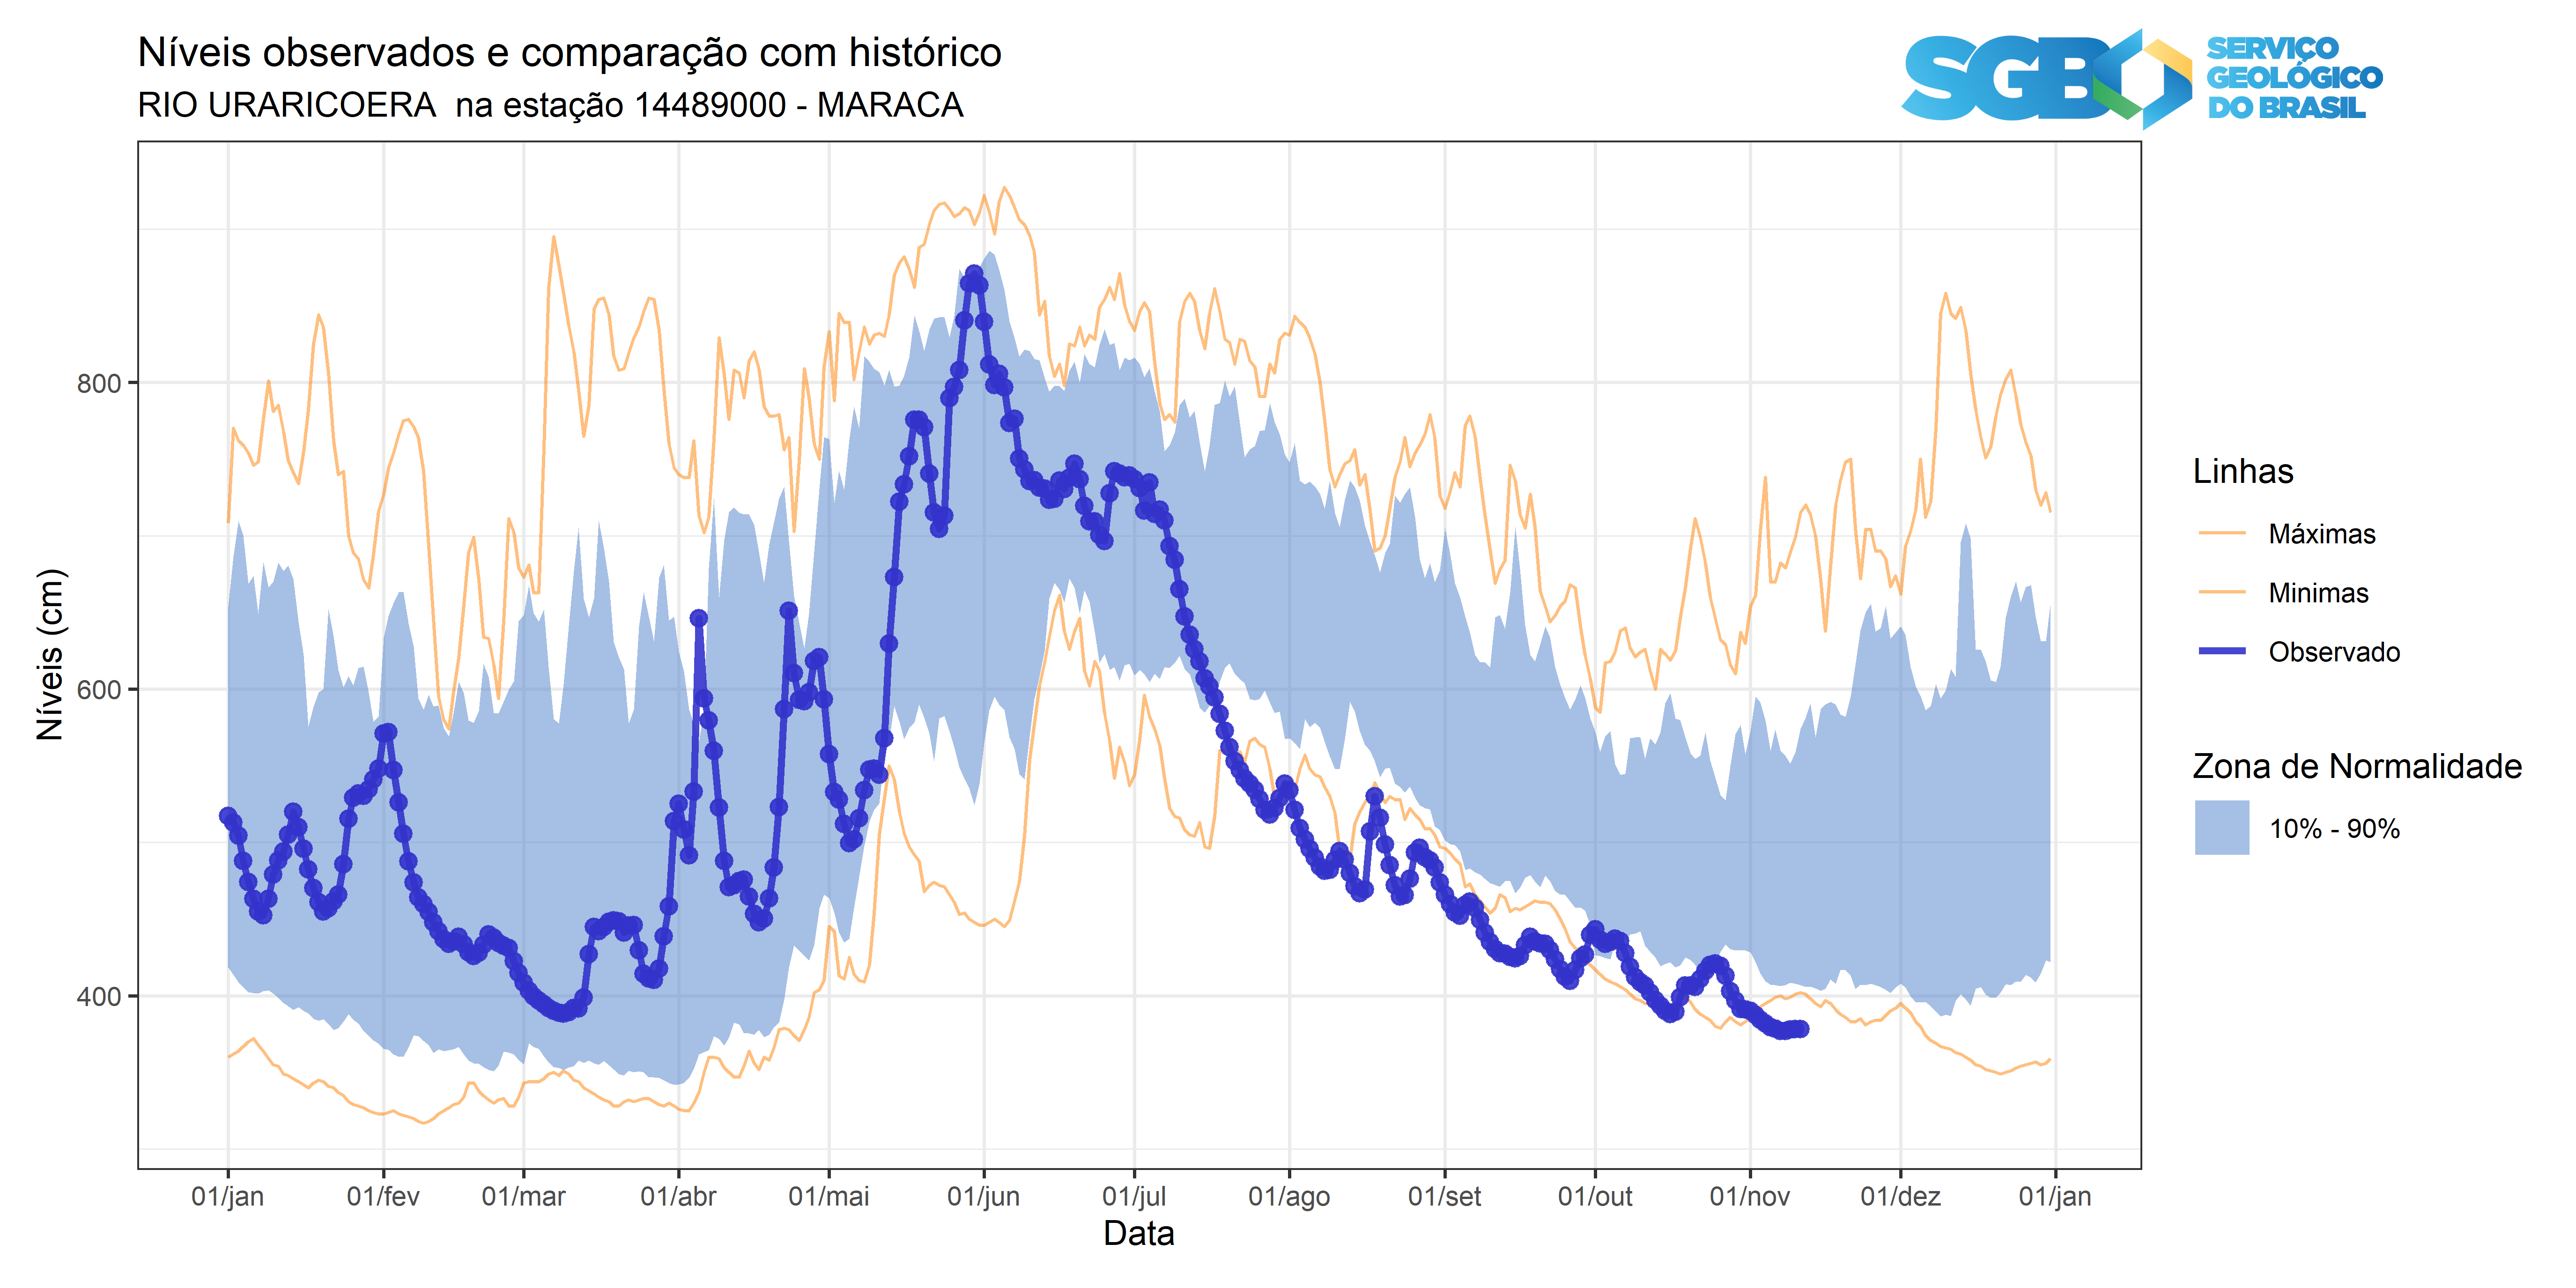 Níveis observados e comparação com histórico
RIO URARICOERA  na estação 14489000 - MARACA
SGB
SERVIÇO
GEOLÓGICO
DO BRASIL
Níveis (cm)
800
600
400
01/jan
01/fev
01/mar
01/abr
01/mai
01/jun
01/jul
01/ago
01/set
01/out
01/nov
01/dez
01/jan
Data
Linhas
Máximas
Minimas
Observado
Zona de Normalidade
10% - 90%